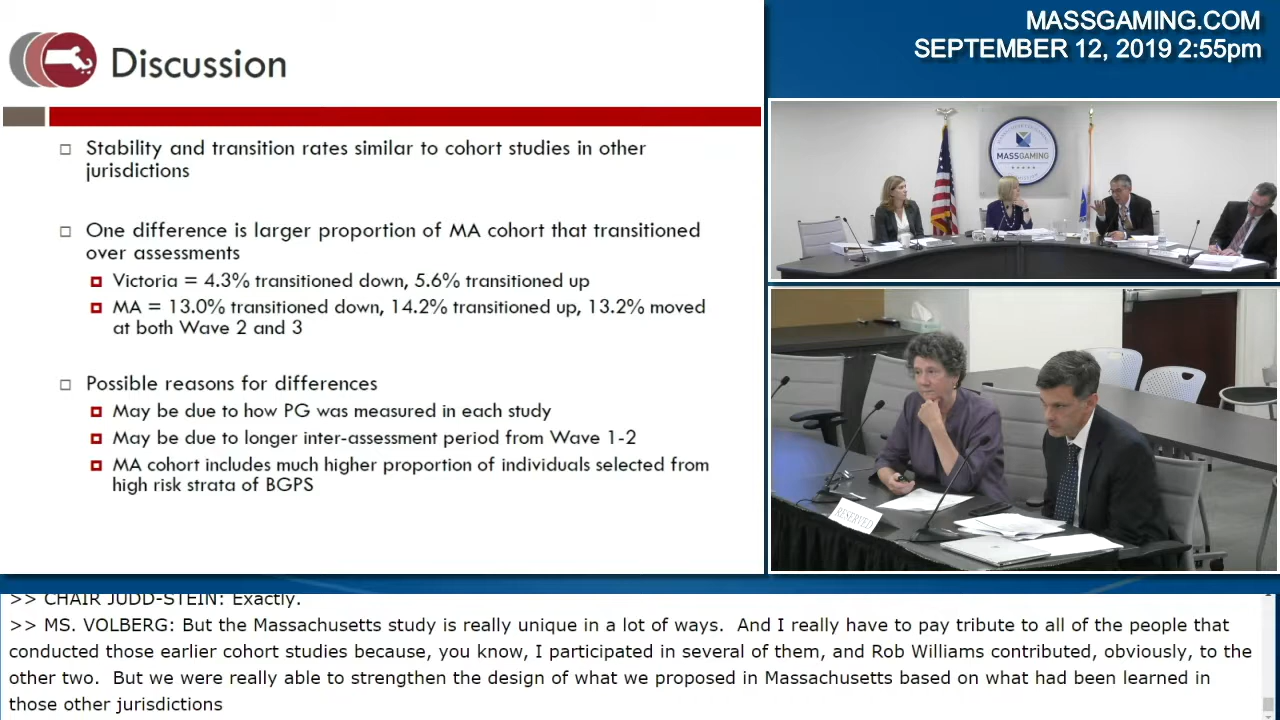 MASSGAMING.COM
SEPTEMBER 12, 2019 2:55pm
Discussion
Stability and transition rates similar to cohort studies in other
jurisdictions
One difference is larger proportion of MA cohort that transitioned
over assessments
Victoria = 4.3% transitioned down, 5.6% transitioned up
MA = 13.0% transitioned down, 14.2% transitioned up, 13.2% moved
at both Wave 2 and 3
Possible reasons for differences
May be due to how PG was measured in each study
May be due to longer inter-assessment period from Wave 1-2
MA cohort includes much higher proportion of individuals selected from
high risk strata of BGPS
MASSGAMING
RESERVED
>> CHAIR JUDD-STEIN: Exactly.
>> MS. VOLBERG: But the Massachusetts study is really unique in a lot of ways. And I really have to pay tribute to all of the people that
conducted those earlier cohort studies because, you know, I participated in several of them, and Rob Williams contributed, obviously, to the
other two. But we were really able to strengthen the design of what we proposed in Massachusetts based on what had been learned in
those other jurisdictions